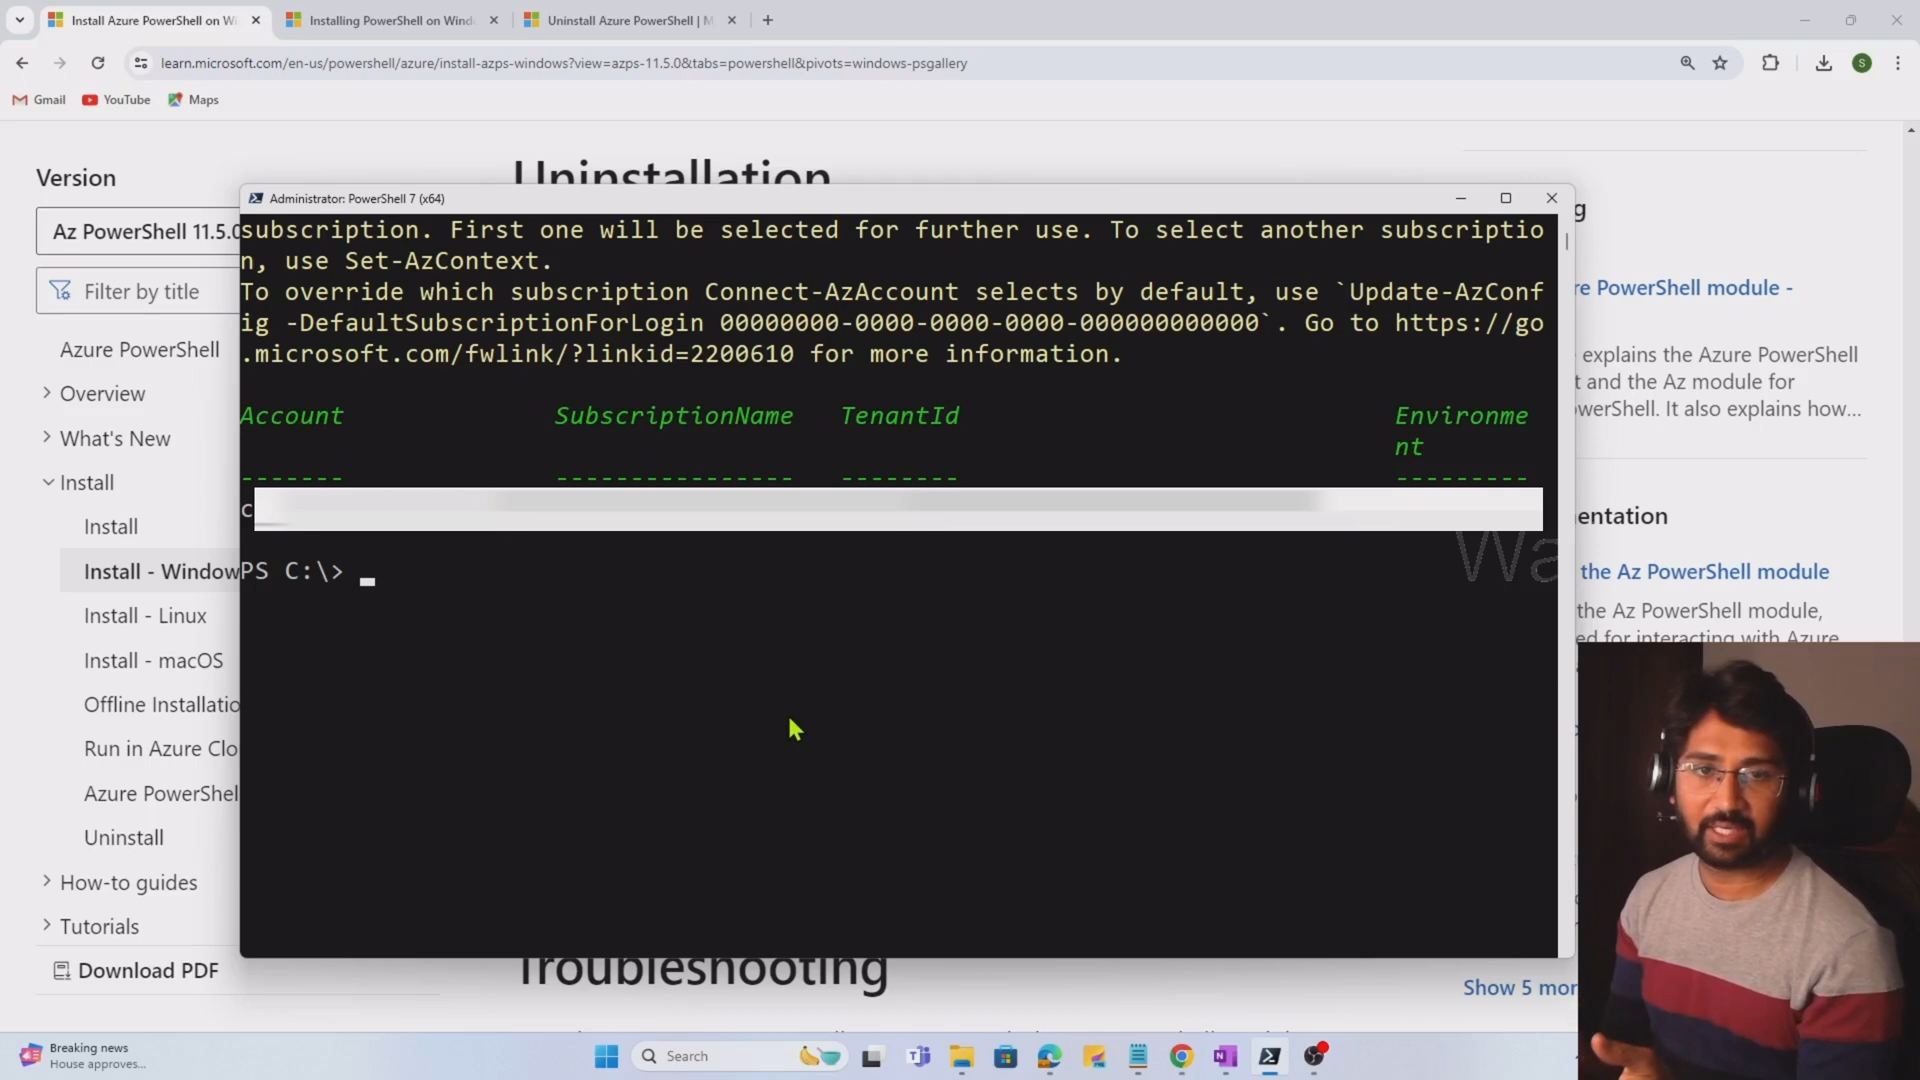 Install Azure PowerShell on Wi
Installing PowerShell on Wind
Uninstall Azure PowerShell | M
learn.microsoft.com/en-us/powershell/azure/install-azps-windows?view=azps-11.5.0&tabs=powershell&pivots=windows-psgallery
S
Gmail
YouTube
Maps
Version
Az PowerShell 11.5.0
Filter by title
Azure PowerShell
Overview
What's New
Install
Install
Install - Window
Install - Linux
Install - macOS
Offline Installatio
Run in Azure Clo
Azure PowerShel
Uninstall
How-to guides
Tutorials
Download PDF
Uninstallation
Administrator: PowerShell 7 (x64)
subscription. First one will be selected for further use. To select another subscriptio
n, use Set-AzContext.
To override which subscription Connect-AzAccount selects by default, use `Update-AzConf
ig -DefaultSubscriptionForLogin 00000000-0000-0000-0000-000000000000`. Go to https://go
.microsoft.com/fwlink/?linkid=2200610 for more information.
Account SubscriptionName TenantId Environme
nt
------- ---------------- -------- ---------
c
PS C:\>
Wa
Troubleshooting
g
re PowerShell module -
explains the Azure PowerShell
t and the Az module for
owerShell. It also explains how...
entation
the Az PowerShell module
the Az PowerShell module,
ed for interacting with Azure
Show 5 mor
Breaking news
House approves...
Search